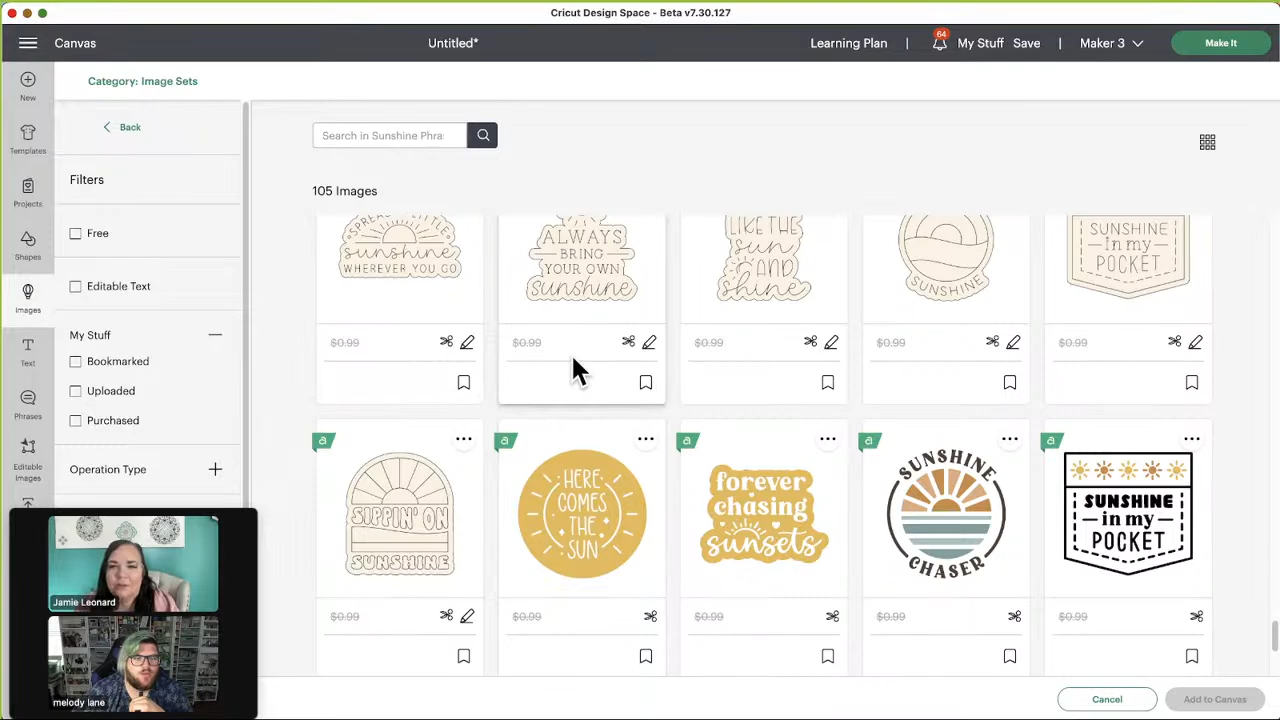 Cricut Design Space - Beta v7.30.127
Canvas
Untitled*
Learning Plan
|
64
My Stuff
Save
|
Maker 3
Make It
New
Templates
Projects
Shapes
Images
Text
Phrases
Editable
Images
Category: Image Sets
Back
Filters
Free
Editable Text
My Stuff
Bookmarked
Uploaded
Purchased
Operation Type
Search in Sunshine Phra
105 Images
sunshine
WHEREVER YOU GO
ALWAYS
BRING
YOUR OWN
sunshine
LIKE THE
sun
AND
shine
SUNSHINE
SUNSHINE
in my
POCKET
$0.99
$0.99
$0.99
$0.99
$0.99
a
a
a
a
a
SIPPIN' ON
SUNSHINE
HERE
COMES
THE
SUN
forever
chasing
sunsets
SUNSHINE
CHASER
SUNSHINE
in my
POCKET
$0.99
$0.99
$0.99
$0.99
$0.99
Jamie Leonard
melody lane
Cancel
Add to Canvas